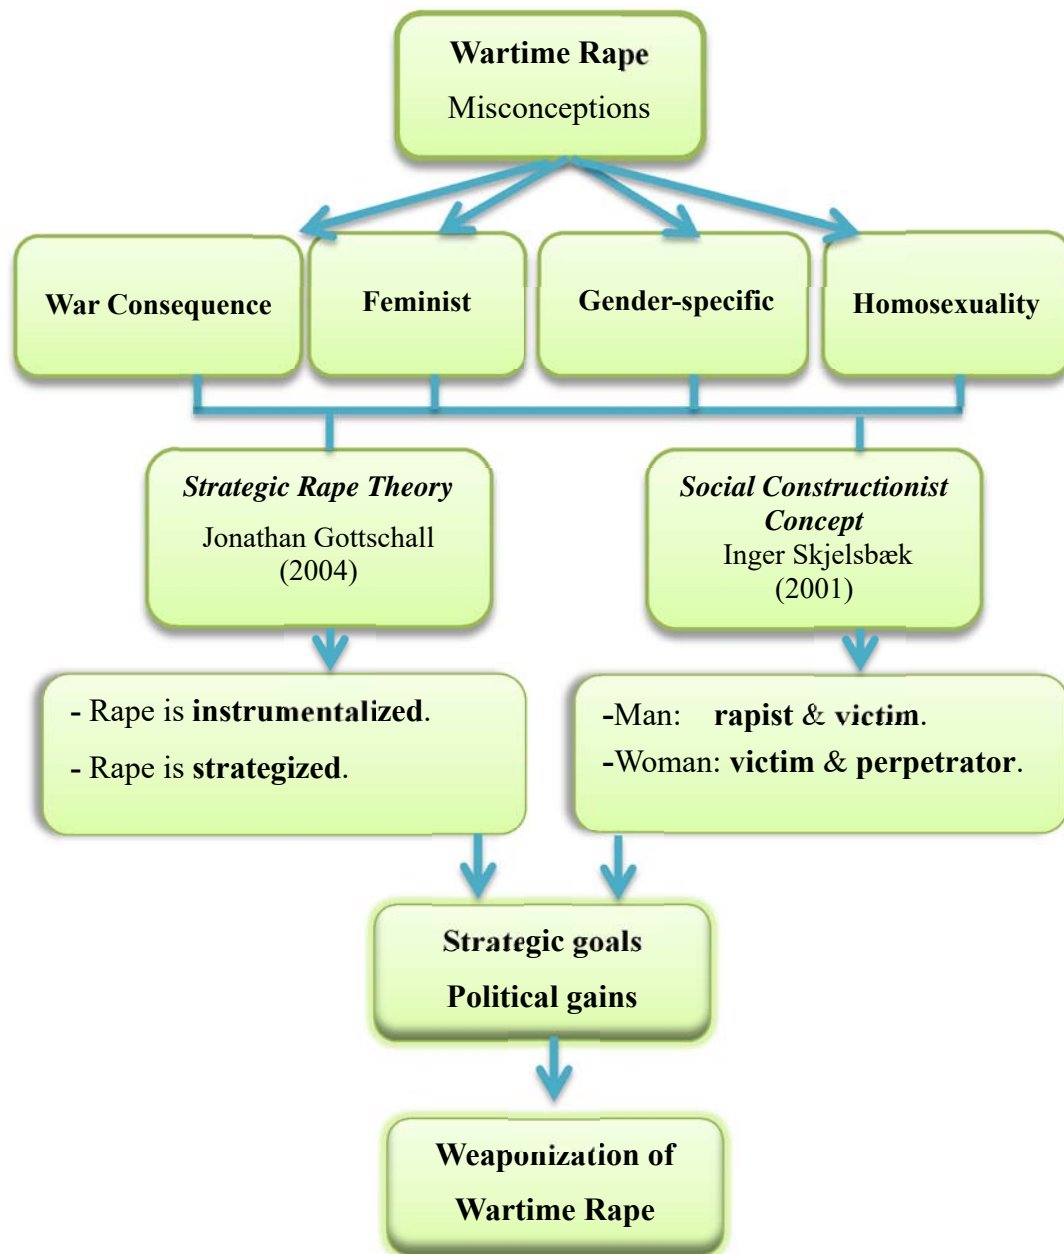 Wartime Rape
Misconceptions
War Consequence
Feminist
Gender-specific
Homosexuality
Strategic Rape Theory
Jonathan Gottschall
(2004)
Social Constructionist
Concept
Inger Skjelsbæk
(2001)
- Rape is instrumentalized.
- Rape is strategized.
-Man: rapist & victim.
-Woman: victim & perpetrator.
Strategic goals
Political gains
Weaponization of
Wartime Rape